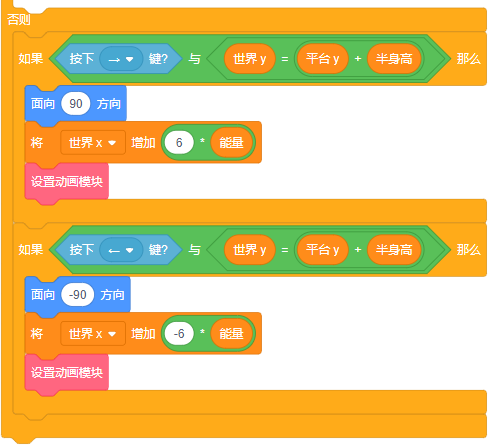 否则
如果 按下 → 键? 与 世界 y = 平台 y + 半身高 那么
面向 90 方向
将 世界 x 增加 6 * 能量
设置动画模块
如果 按下 ← 键? 与 世界 y = 平台 y + 半身高 那么
面向 -90 方向
将 世界 x 增加 -6 * 能量
设置动画模块